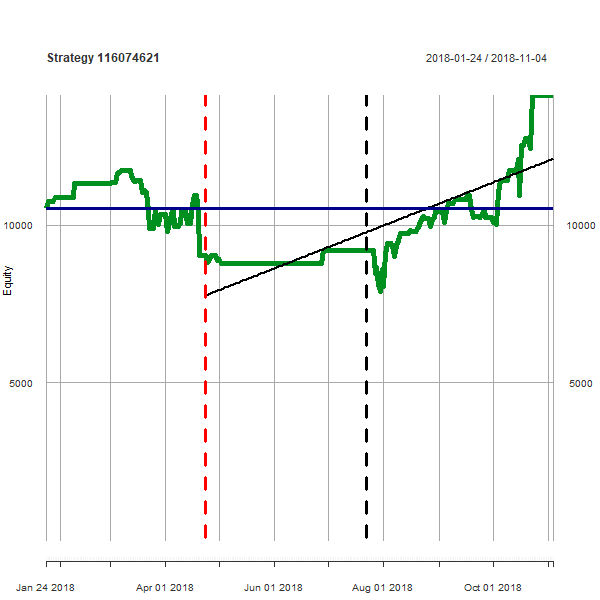 Strategy 116074621 2018-01-24 / 2018-11-04
10000 10000
Equity
5000 5000
Jan 24 2018 Apr 01 2018 Jun 01 2018 Aug 01 2018 Oct 01 2018